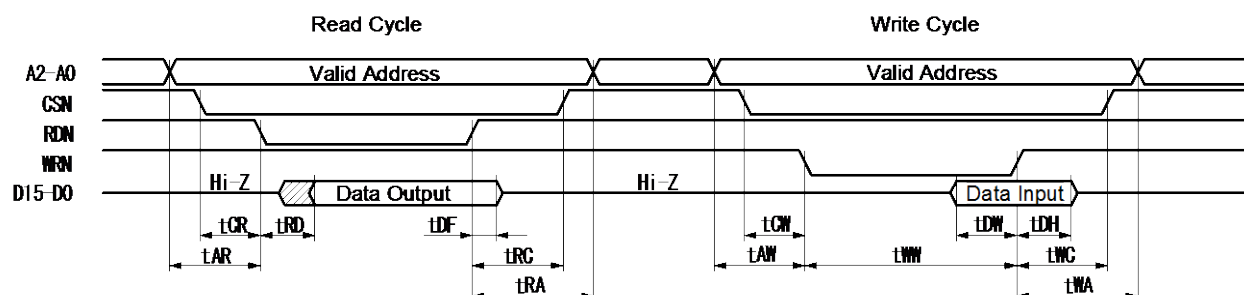 Read Cycle Write Cycle
A2-A0 Valid Address Valid Address
CSN
RDN
WRN
D15-D0 Hi-Z Data Output Hi-Z Data Input
tCR tRD tDF tCW tDW tDH
tAR tRC tAW tWW tWC
tRA tWA